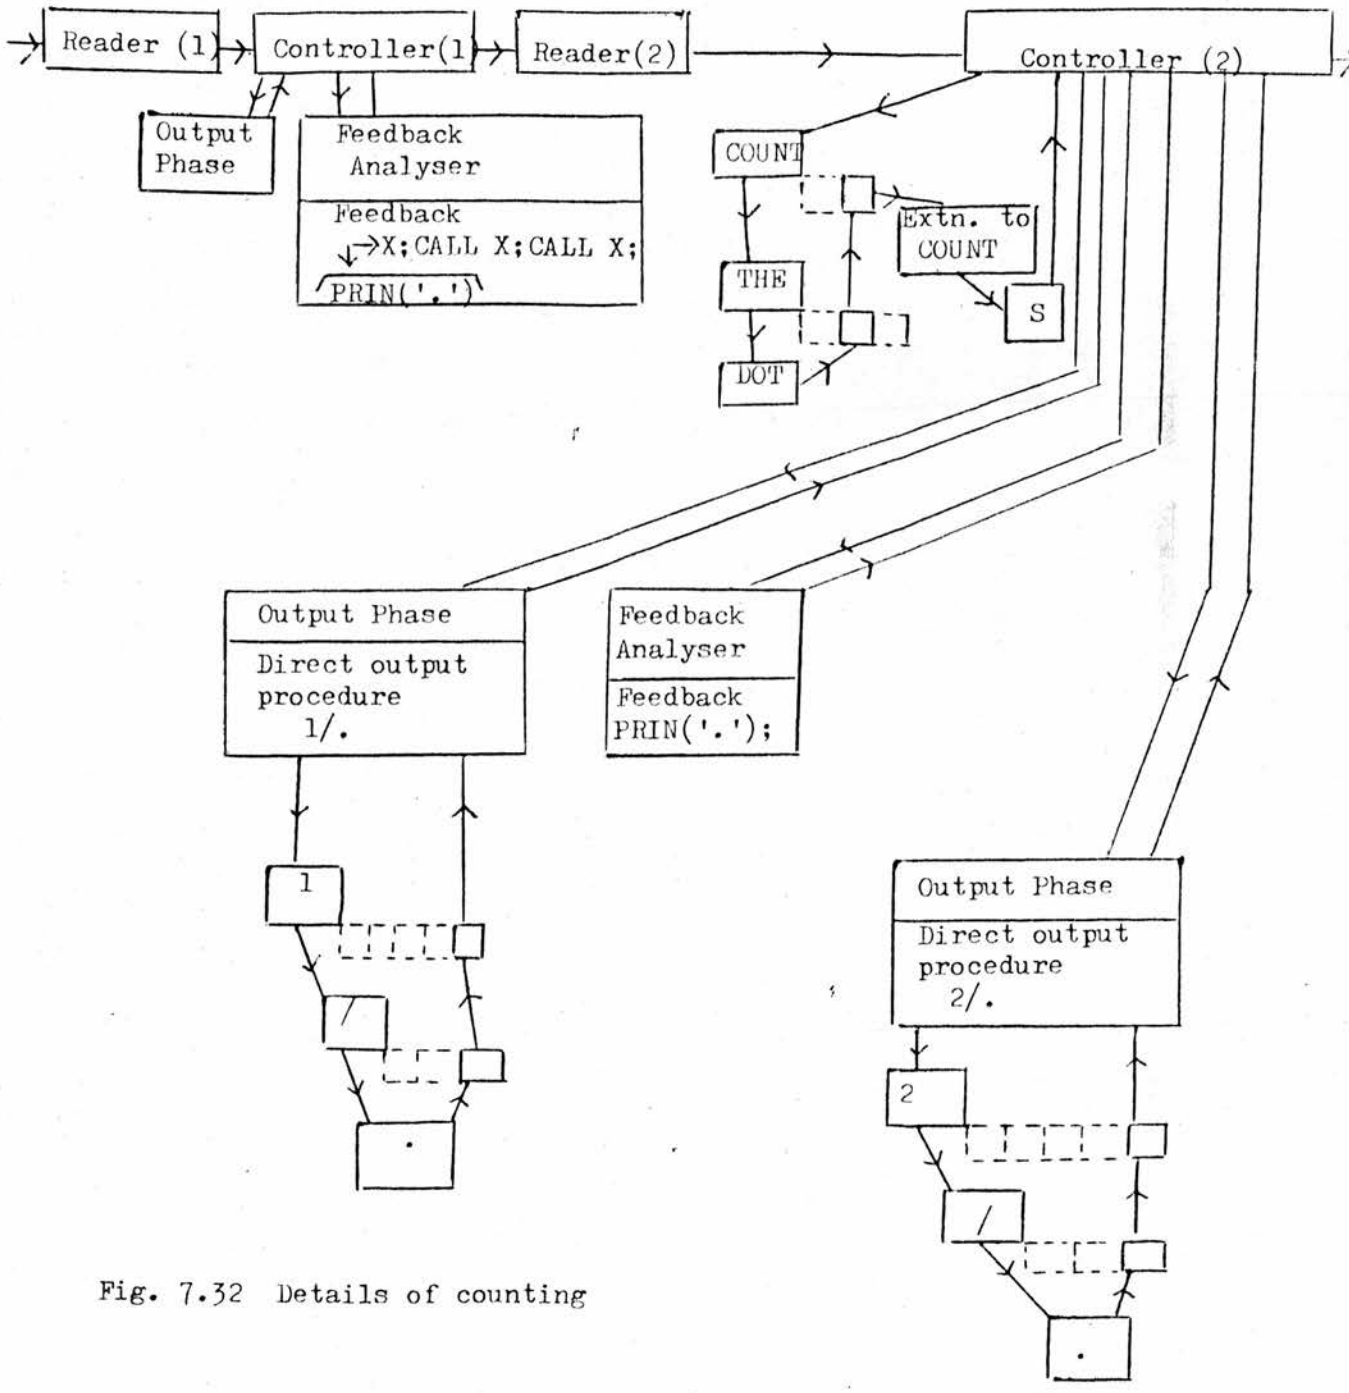 Reader (1)
Controller(1)
Reader(2)
Controller (2)
Output
Phase
Feedback
Analyser
Feedback
↓→X;CALL X;CALL X;
PRIN('.')
COUNT
THE
DOT
Extn. to
COUNT
S
Output Phase
Direct output
procedure
1/.
1
/
.
Feedback
Analyser
Feedback
PRIN('.');
Output Phase
Direct output
procedure
2/.
2
/
.
Fig. 7.32 Details of counting